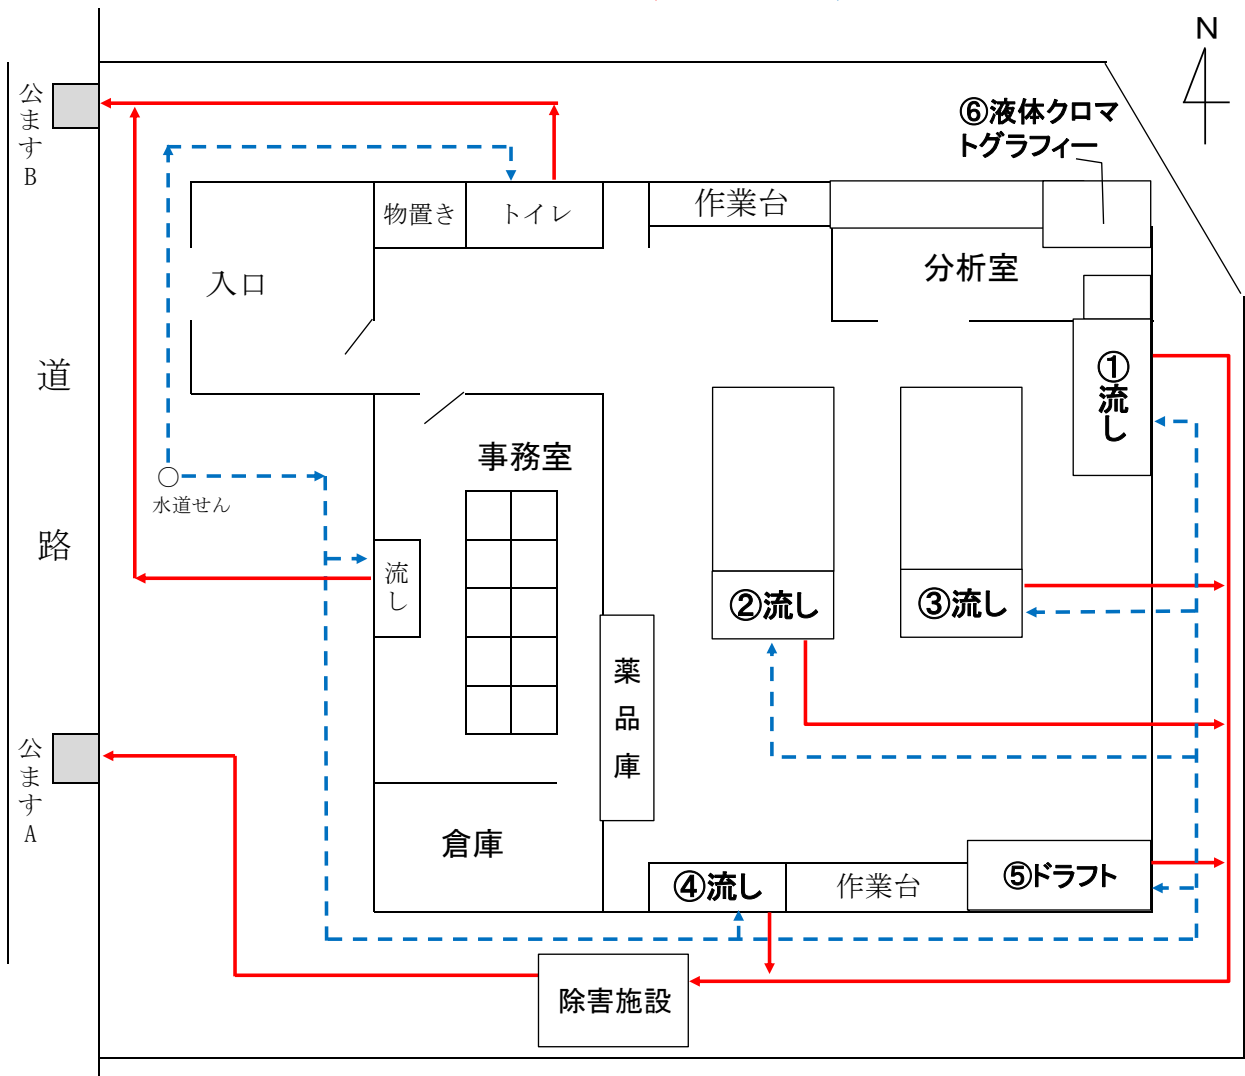 N
公ますB
⑥液体クロマ
トグラフィー
物置き
トイレ
作業台
入口
分析室
道路
①流し
事務室
水道せん
流し
②流し
③流し
薬品庫
公ますA
倉庫
④流し
作業台
⑤ドラフト
除害施設